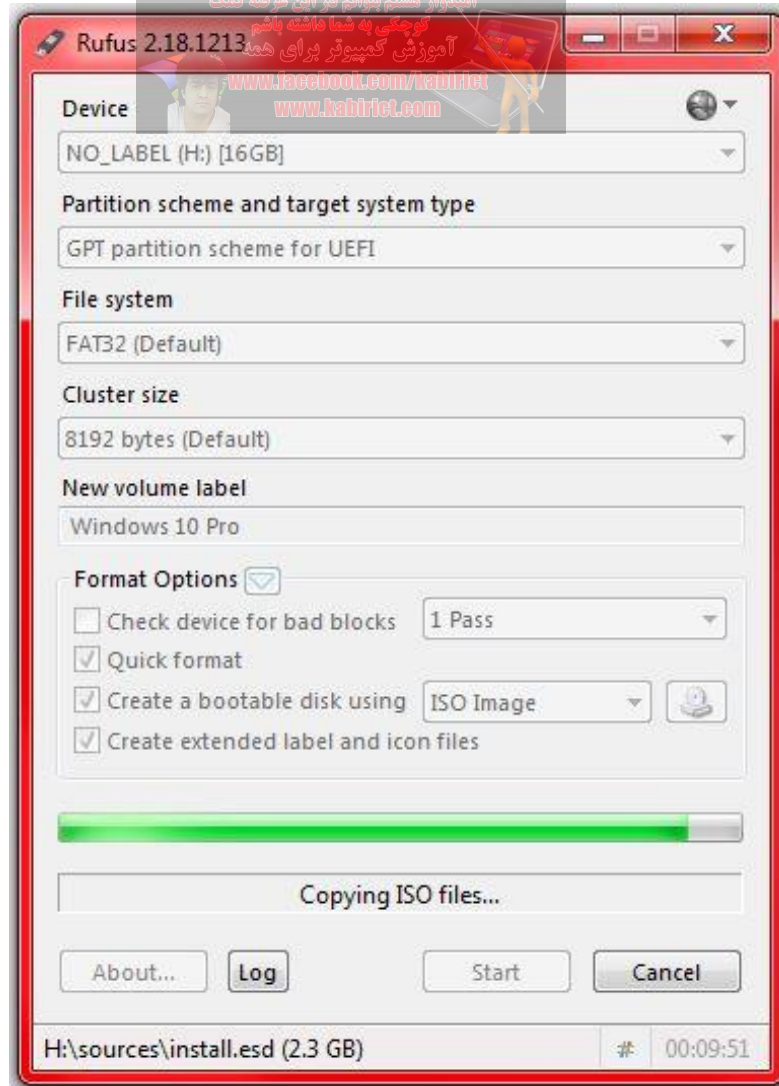 کوچکی به شما داشته باشم
Rufus 2.18.1213
آموزش کمپیوتر برای همه
www.facebook.com/kabirict
www.kabirict.com
Device
NO_LABEL (H:) [16GB]
Partition scheme and target system type
GPT partition scheme for UEFI
File system
FAT32 (Default)
Cluster size
8192 bytes (Default)
New volume label
Windows 10 Pro
Format Options
Check device for bad blocks
1 Pass
Quick format
Create a bootable disk using
ISO Image
Create extended label and icon files
Copying ISO files...
About...
Log
Start
Cancel
H:\sources\install.esd (2.3 GB)
#
00:09:51